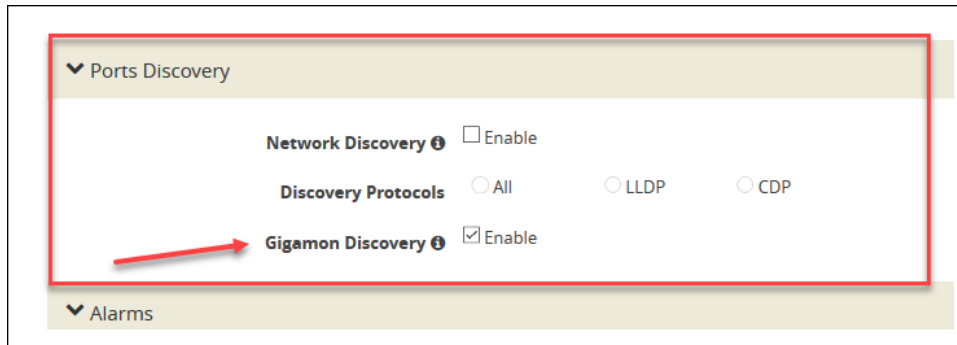 Ports Discovery
Network Discovery Enable
Discovery Protocols All LLDP CDP
Gigamon Discovery Enable
Alarms